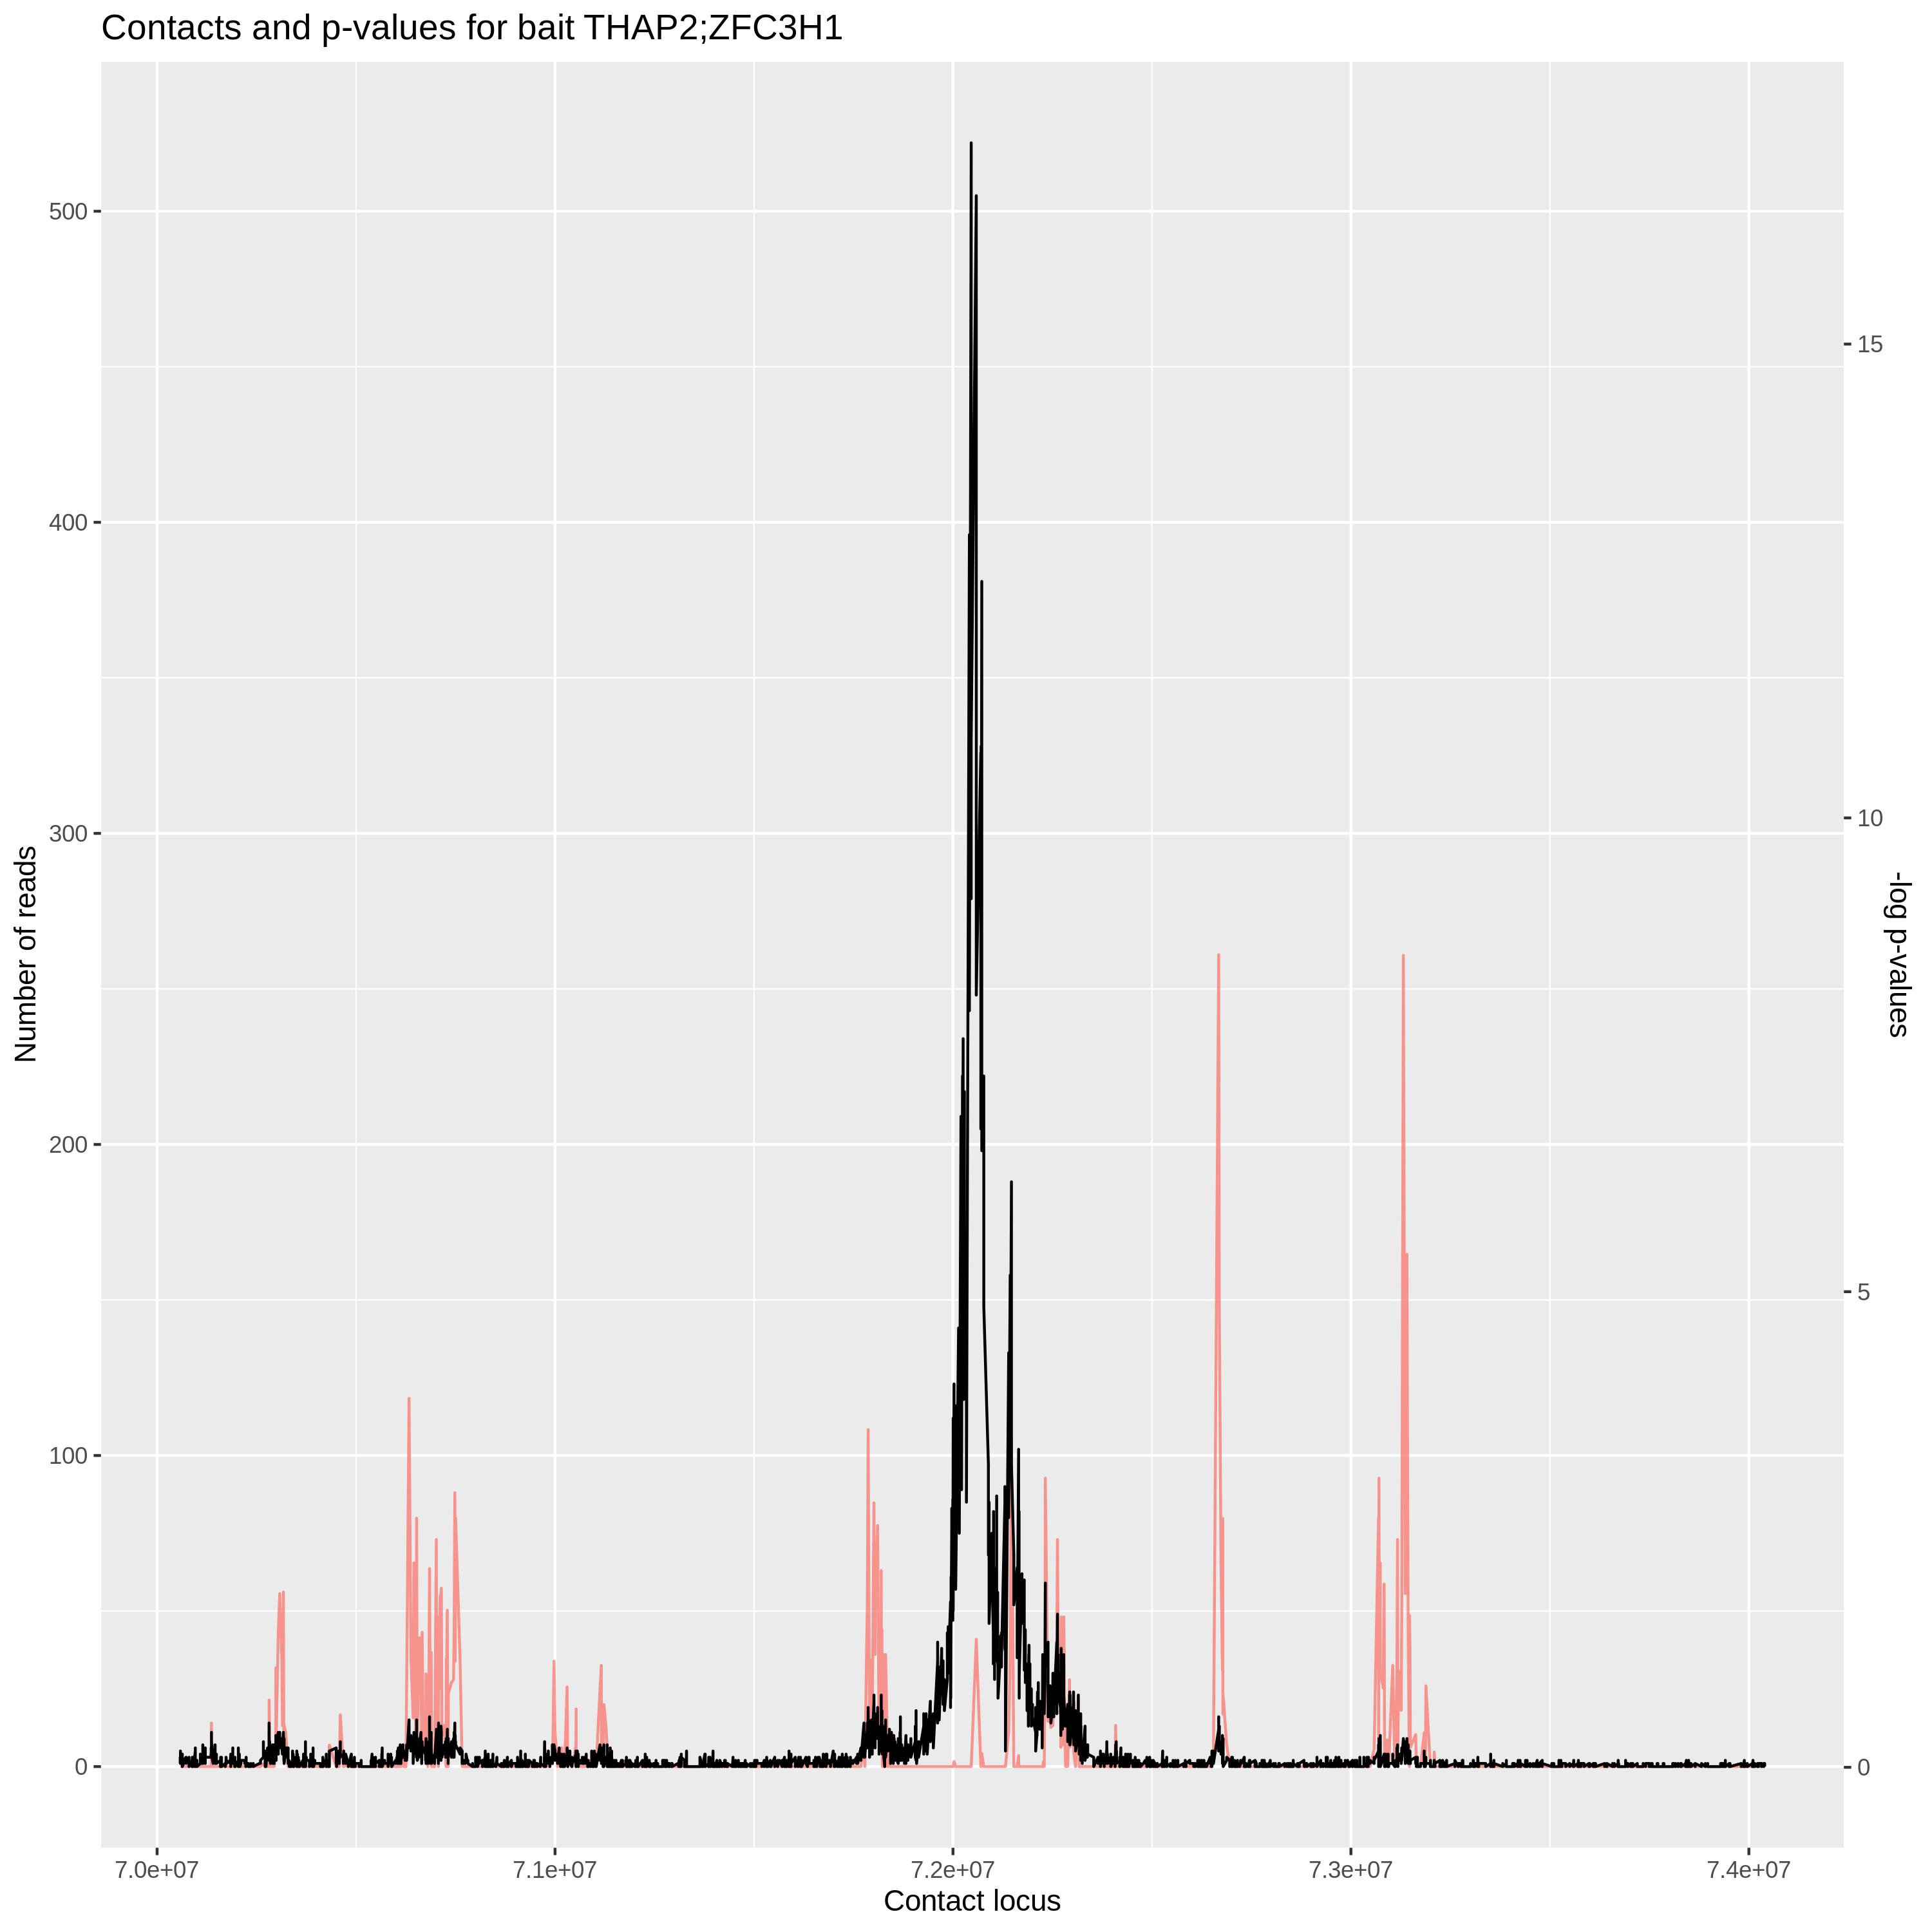 Contacts and p-values for bait THAP2;ZFC3H1
500
400
300
200
100
0
Number of reads
15
10
5
0
-log p-values
7.0e+07 7.1e+07 7.2e+07 7.3e+07 7.4e+07
Contact locus